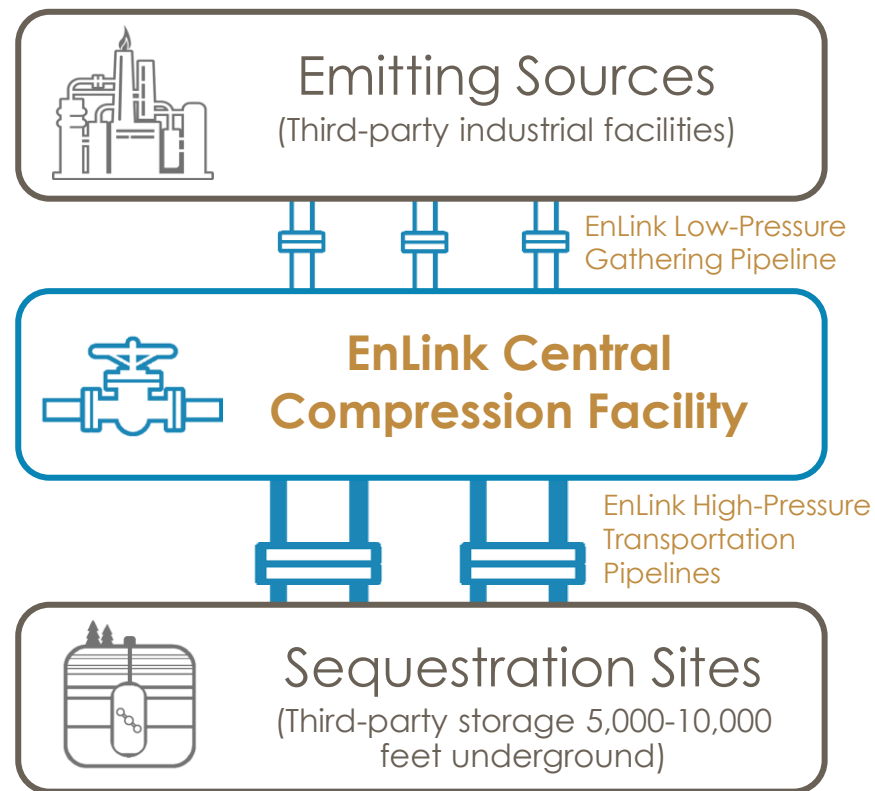 Emitting Sources
(Third-party industrial facilities)
EnLink Low-Pressure
Gathering Pipeline
EnLink Central
Compression Facility
EnLink High-Pressure
Transportation
Pipelines
Sequestration Sites
(Third-party storage 5,000-10,000
feet underground)